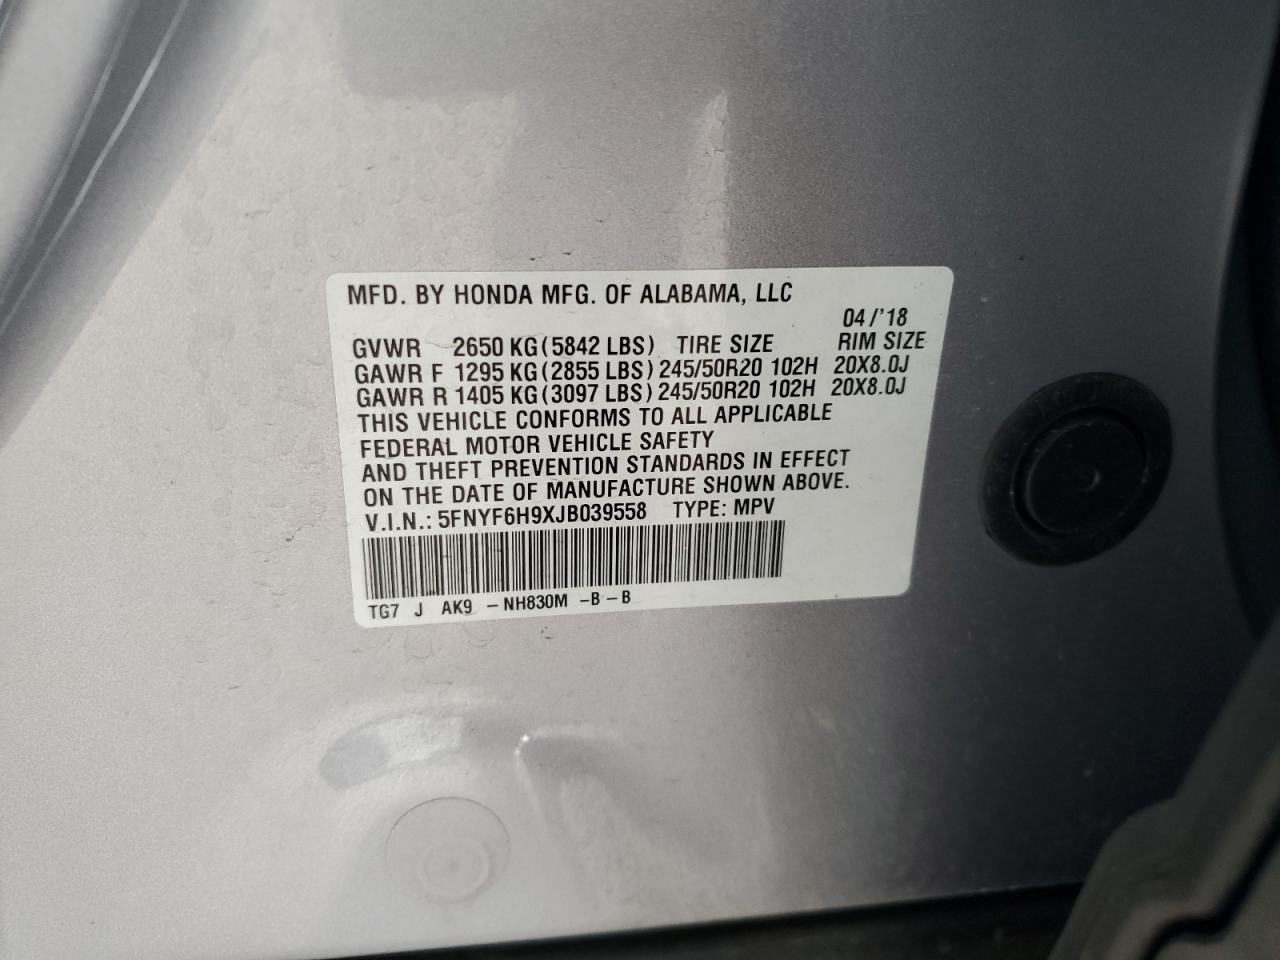 MFD. BY HONDA MFG. OF ALABAMA, LLC
04/'18
GVWR 2650 KG(5842 LBS) TIRE SIZE RIM SIZE
GAWR F 1295 KG(2855 LBS) 245/50R20 102H 20X8.0J
GAWR R 1405 KG(3097 LBS) 245/50R20 102H 20X8.0J
THIS VEHICLE CONFORMS TO ALL APPLICABLE
FEDERAL MOTOR VEHICLE SAFETY
AND THEFT PREVENTION STANDARDS IN EFFECT
ON THE DATE OF MANUFACTURE SHOWN ABOVE.
V.I.N.: 5FNYF6H9XJB039558 TYPE: MPV
TG7 J AK9 -NH830M -B-B